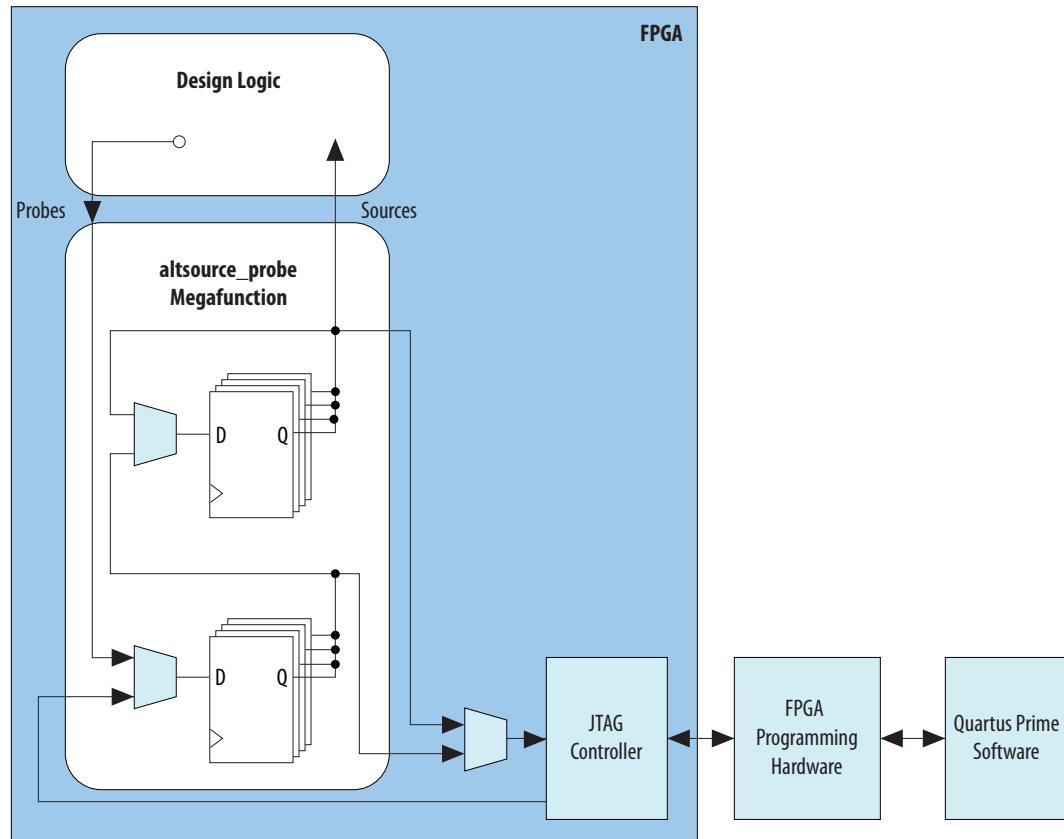 FPGA
Design Logic
Probes
Sources
altsource_probe
Megafunction
D Q
D Q
JTAG
Controller
FPGA
Programming
Hardware
Quartus Prime
Software